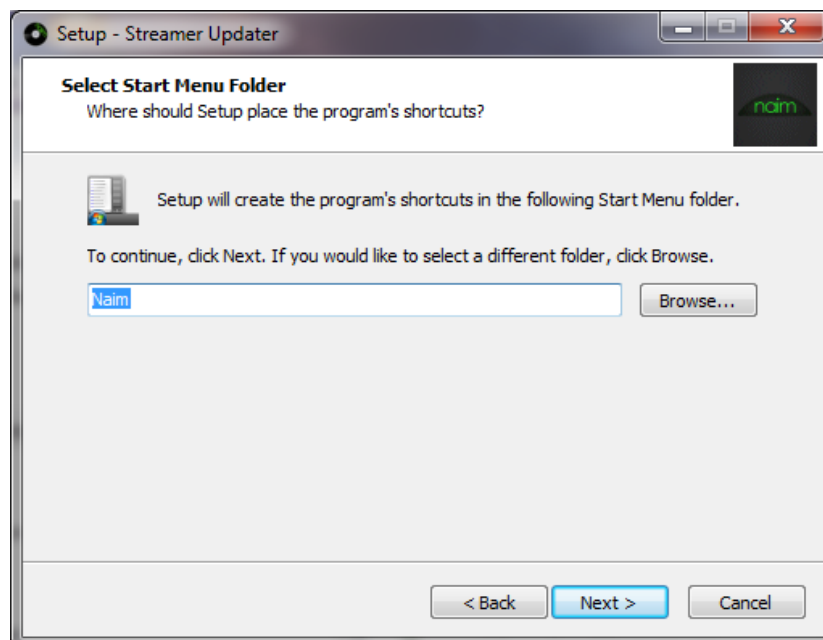 Setup - Streamer Updater
Select Start Menu Folder
Where should Setup place the program's shortcuts?
naim
Setup will create the program's shortcuts in the following Start Menu folder.
To continue, click Next. If you would like to select a different folder, click Browse.
Naim
Browse...
< Back
Next >
Cancel